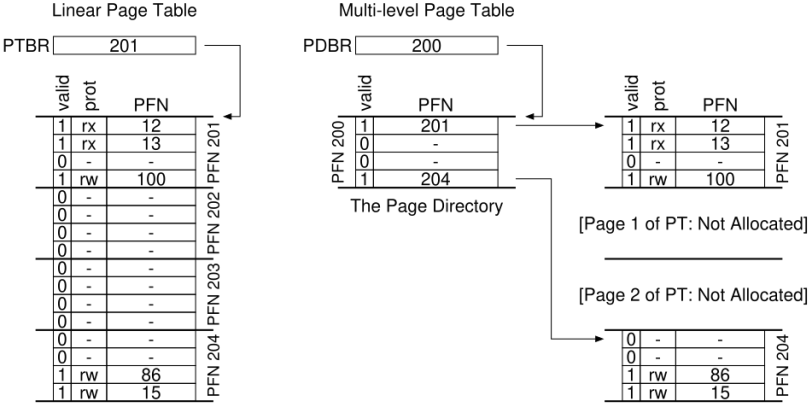 Linear Page Table
PTBR 201
valid prot PFN
1 rx 12
1 rx 13
0 - -
1 rw 100
PFN 201
0 - -
0 - -
0 - -
0 - -
PFN 202
0 - -
0 - -
0 - -
0 - -
PFN 203
0 - -
0 - -
1 rw 86
1 rw 15
PFN 204
Multi-level Page Table
PDBR 200
valid PFN
PFN 200
1 201
0 -
0 -
1 204
The Page Directory
valid prot PFN
1 rx 12
1 rx 13
0 - -
1 rw 100
PFN 201
[Page 1 of PT: Not Allocated]
[Page 2 of PT: Not Allocated]
0 - -
0 - -
1 rw 86
1 rw 15
PFN 204